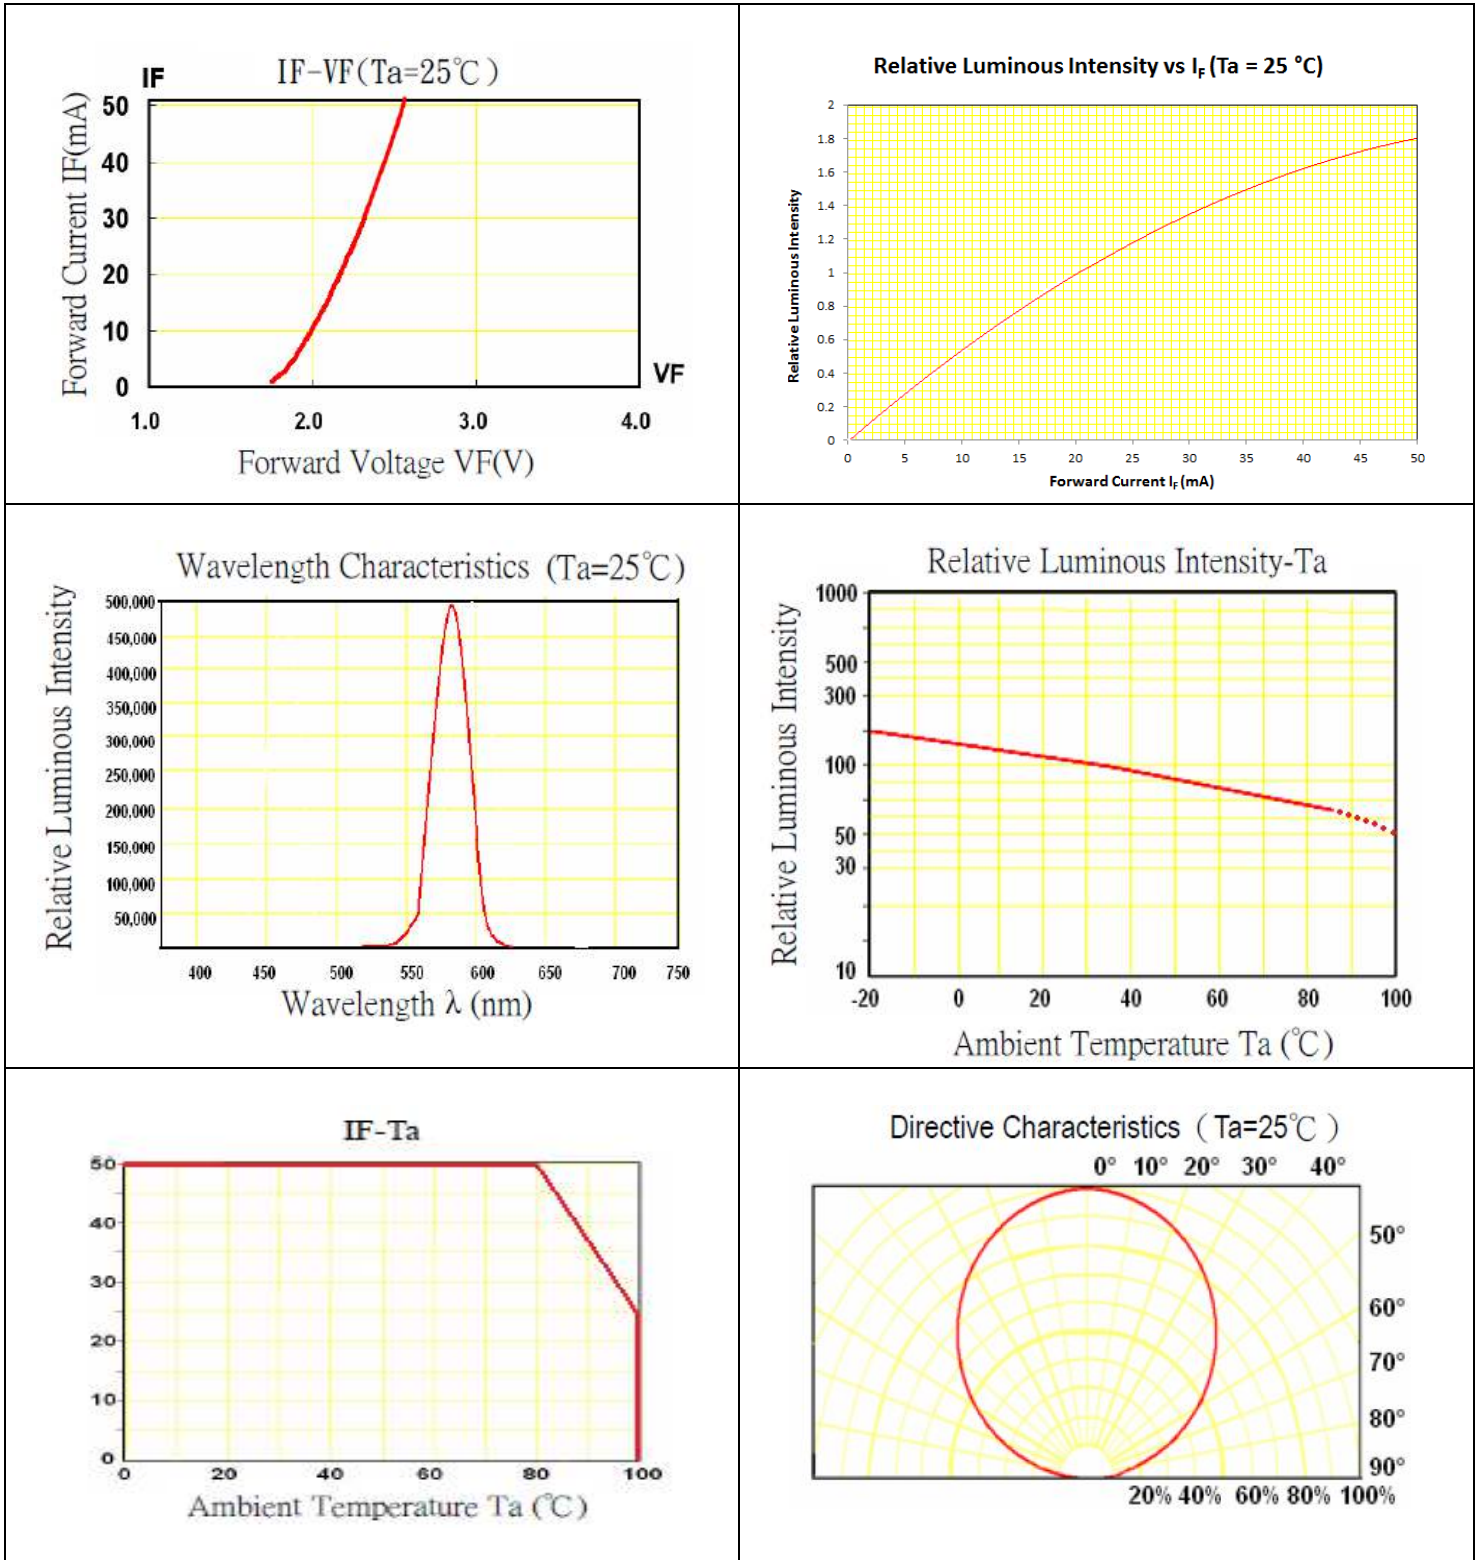 IF-VF(Ta=25℃)
IF
Forward Current IF(mA)
50
40
30
20
10
0
VF
1.0 2.0 3.0 4.0
Forward Voltage VF(V)
Relative Luminous Intensity vs IF (Ta = 25 °C)
Relative Luminous Intensity
2
1.8
1.6
1.4
1.2
1
0.8
0.6
0.4
0.2
0
0 5 10 15 20 25 30 35 40 45 50
Forward Current IF (mA)
Wavelength Characteristics (Ta=25℃)
Relative Luminous Intensity
500,000
450,000
400,000
350,000
300,000
250,000
200,000
150,000
100,000
50,000
400 450 500 550 600 650 700 750
Wavelength λ (nm)
Relative Luminous Intensity-Ta
Relative Luminous Intensity
1000
500
300
100
50
30
10
-20 0 20 40 60 80 100
Ambient Temperature Ta (℃)
IF-Ta
50
40
30
20
10
0
0 20 40 60 80 100
Ambient Temperature Ta (℃)
Directive Characteristics （Ta=25℃）
0° 10° 20° 30° 40°
50°
60°
70°
80°
90°
20% 40% 60% 80% 100%